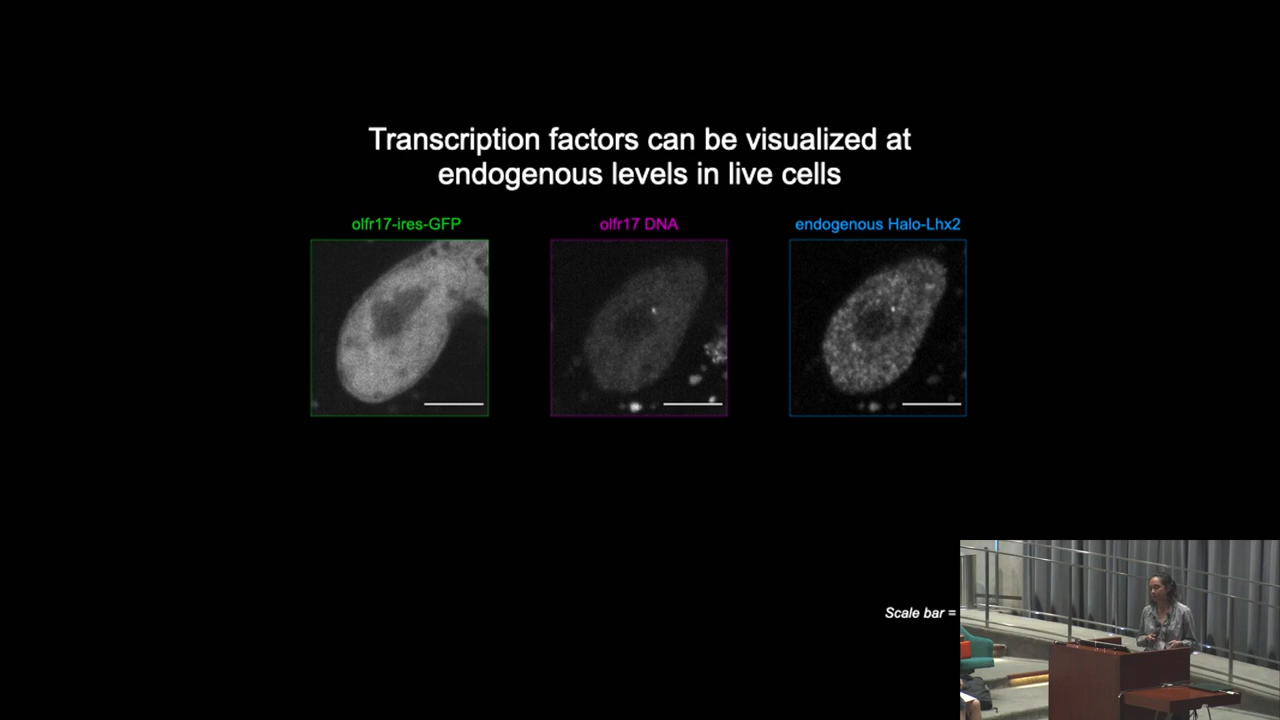 Transcription factors can be visualized at
endogenous levels in live cells
olfr17-ires-GFP
olfr17 DNA
endogenous Halo-Lhx2
Scale bar =